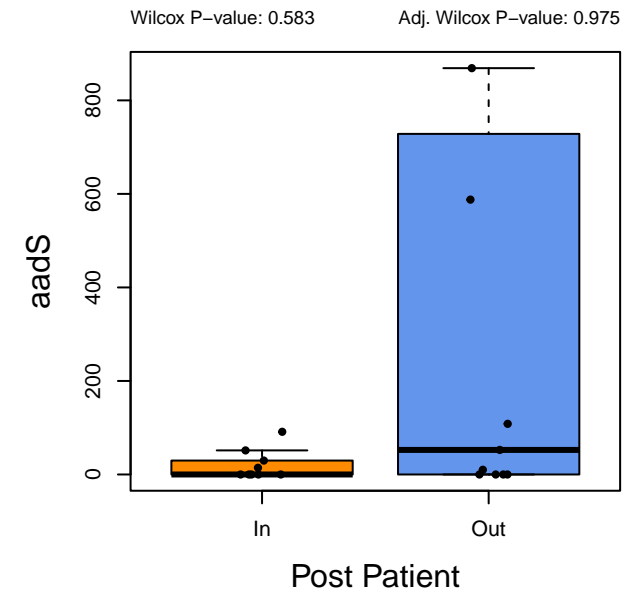 Wilcox P−value: 0.583
Adj. Wilcox P−value: 0.975
aadS
800
600
400
200
0
In
Out
Post Patient